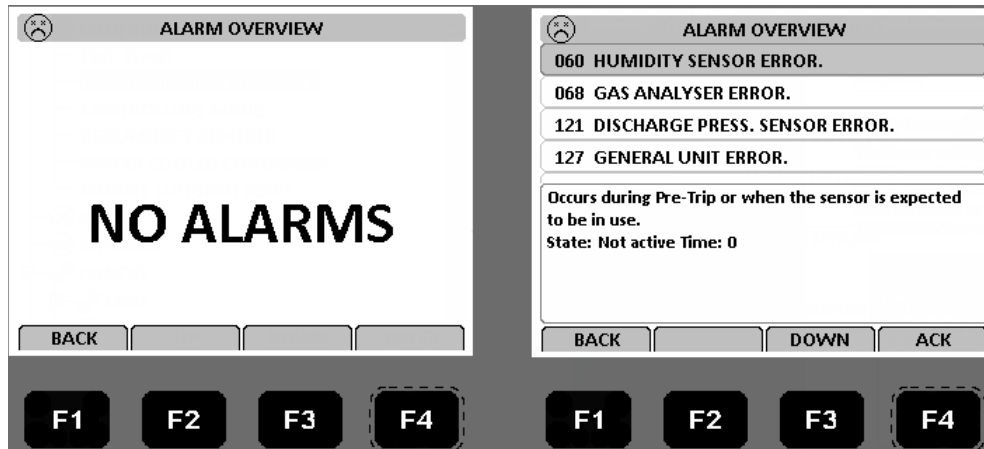 ALARM OVERVIEW
NO ALARMS
BACK
F1 F2 F3 F4
ALARM OVERVIEW
060 HUMIDITY SENSOR ERROR.
068 GAS ANALYSER ERROR.
121 DISCHARGE PRESS. SENSOR ERROR.
127 GENERAL UNIT ERROR.
Occurs during Pre-Trip or when the sensor is expected
to be in use.
State: Not active Time: 0
BACK DOWN ACK
F1 F2 F3 F4